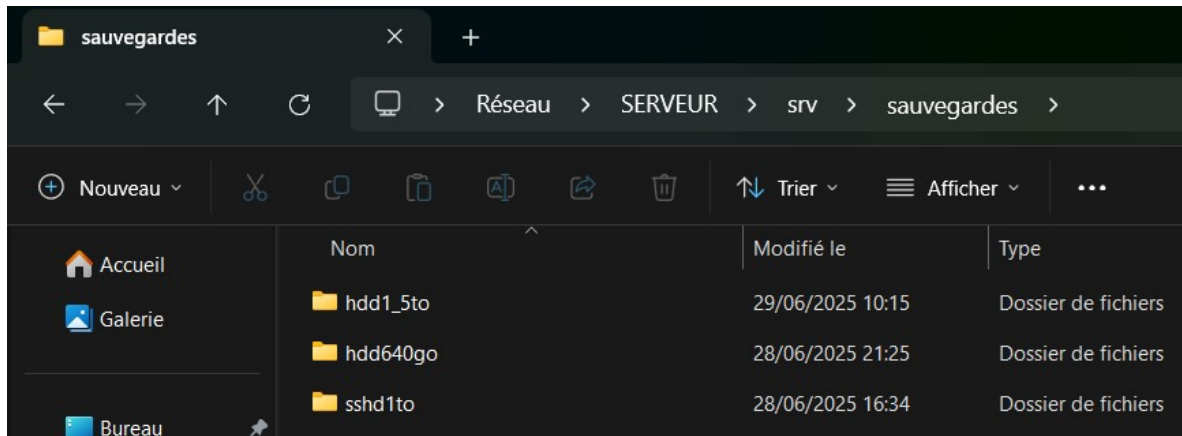 sauvegardes
Réseau > SERVEUR > srv > sauvegardes >
Nouveau Trier Afficher ...
Nom Modifié le Type
Accueil
Galerie
Bureau
hdd1_5to 29/06/2025 10:15 Dossier de fichiers
hdd640go 28/06/2025 21:25 Dossier de fichiers
sshd1to 28/06/2025 16:34 Dossier de fichiers